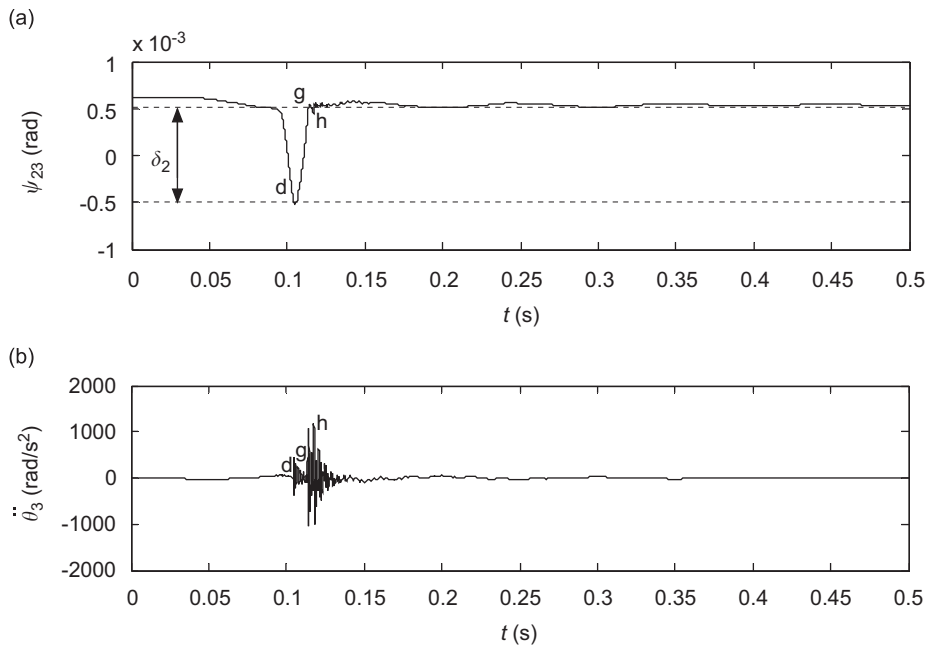 (a)
x 10⁻³
1
0.5
0
-0.5
-1
ψ₂₃ (rad)
δ₂
g
h
d
0 0.05 0.1 0.15 0.2 0.25 0.3 0.35 0.4 0.45 0.5
t (s)
(b)
2000
1000
0
-1000
-2000
θ̈₃ (rad/s²)
h
g
d
0 0.05 0.1 0.15 0.2 0.25 0.3 0.35 0.4 0.45 0.5
t (s)